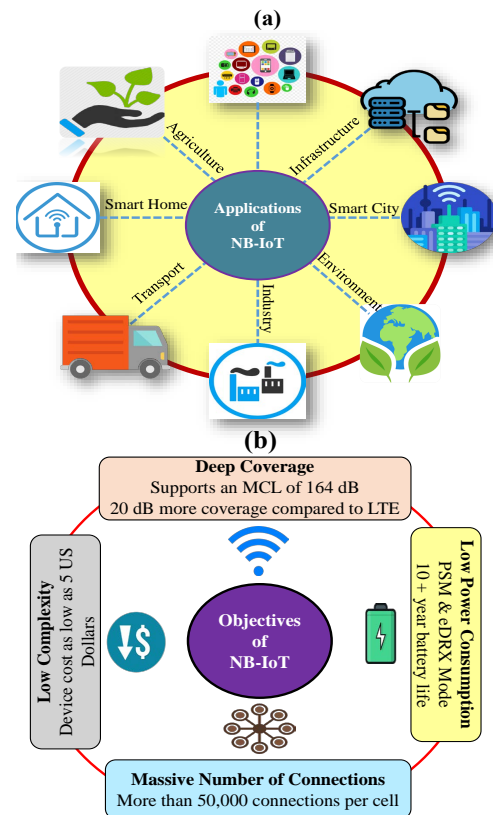 (a)
Agriculture
Infrastructure
Smart Home
Applications
of
NB-IoT
Smart City
Transport
Industry
Environment
(b)
Deep Coverage
Supports an MCL of 164 dB
20 dB more coverage compared to LTE
Low Complexity
Device cost as low as 5 US
Dollars
$
Objectives
of
NB-IoT
Low Power Consumption
PSM & eDRX Mode
10+ year battery life
Massive Number of Connections
More than 50,000 connections per cell